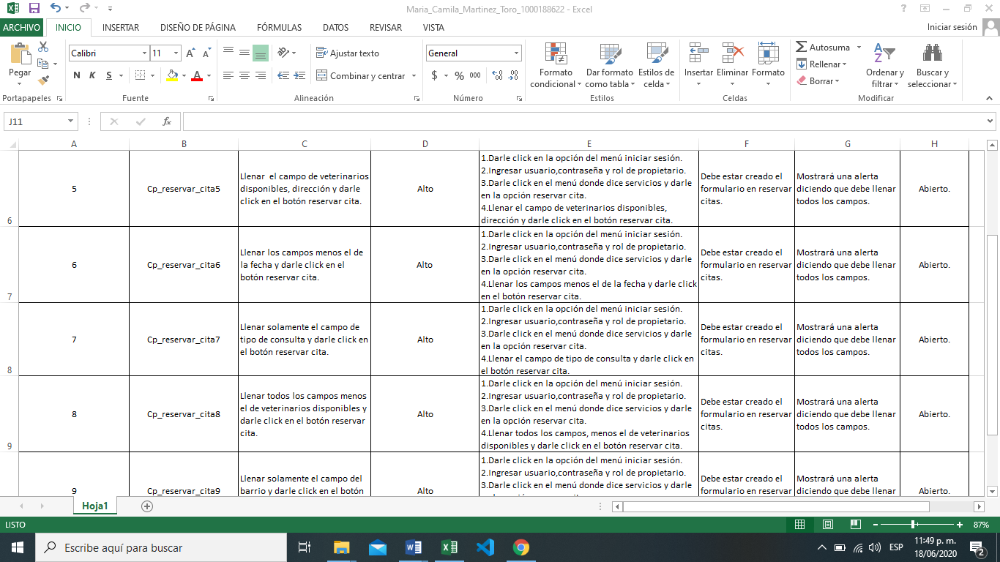 Maria_Camila_Martinez_Toro_1000188622 - Excel
ARCHIVO INICIO INSERTAR DISEÑO DE PÁGINA FÓRMULAS DATOS REVISAR VISTA Iniciar sesión
Pegar
Portapapeles
Calibri 11
N K S
Fuente
Ajustar texto
Combinar y centrar
Alineación
General
$ % 000
Número
Formato
condicional
Dar formato
como tabla
Estilos de
celda
Estilos
Insertar
Eliminar
Formato
Celdas
Autosuma
Rellenar
Borrar
Ordenar y
filtrar
Buscar y
seleccionar
Modificar
J11
fx
A B C D E F G H
6
5
Cp_reservar_cita5
Llenar el campo de veterinarios
disponibles, dirección y darle
click en el botón reservar cita.
Alto
1.Darle click en la opción del menú iniciar sesión.
2.Ingresar usuario,contraseña y rol de propietario.
3.Darle click en el menú donde dice servicios y darle
en la opción reservar cita.
4.Llenar el campo de veterinarios disponibles,
dirección y darle click en el botón reservar cita.
Debe estar creado el
formulario en reservar
citas.
Mostrará una alerta
diciendo que debe llenar
todos los campos.
Abierto.
7
6
Cp_reservar_cita6
Llenar los campos menos el de
la fecha y darle click en el
botón reservar cita.
Alto
1.Darle click en la opción del menú iniciar sesión.
2.Ingresar usuario,contraseña y rol de propietario.
3.Darle click en el menú donde dice servicios y darle
en la opción reservar cita.
4.Llenar los campos menos el de la fecha y darle click
en el botón reservar cita.
Debe estar creado el
formulario en reservar
citas.
Mostrará una alerta
diciendo que debe llenar
todos los campos.
Abierto.
8
7
Cp_reservar_cita7
Llenar solamente el campo de
tipo de consulta y darle click en
el botón reservar cita.
Alto
1.Darle click en la opción del menú iniciar sesión.
2.Ingresar usuario,contraseña y rol de propietario.
3.Darle click en el menú donde dice servicios y darle
en la opción reservar cita.
4.Llenar el campo de tipo de consulta y darle click en
el botón reservar cita.
Debe estar creado el
formulario en reservar
citas.
Mostrará una alerta
diciendo que debe llenar
todos los campos.
Abierto.
9
8
Cp_reservar_cita8
Llenar todos los campos menos
el de veterinarios disponibles y
darle click en el botón reservar
cita.
Alto
1.Darle click en la opción del menú iniciar sesión.
2.Ingresar usuario,contraseña y rol de propietario.
3.Darle click en el menú donde dice servicios y darle
en la opción reservar cita.
4.Llenar todos los campos, menos el de veterinarios
disponibles y darle click en el botón reservar cita.
Debe estar creado el
formulario en reservar
citas.
Mostrará una alerta
diciendo que debe llenar
todos los campos.
Abierto.
9
Cp_reservar_cita9
Llenar solamente el campo del
barrio y darle click en el botón
Alto
1.Darle click en la opción del menú iniciar sesión.
2.Ingresar usuario,contraseña y rol de propietario.
3.Darle click en el menú donde dice servicios y darle
Debe estar creado el
formulario en reservar
Mostrará una alerta
diciendo que debe llenar
Abierto.
Hoja1
LISTO
87%
Escribe aquí para buscar
ESP
11:49 p. m.
18/06/2020
2